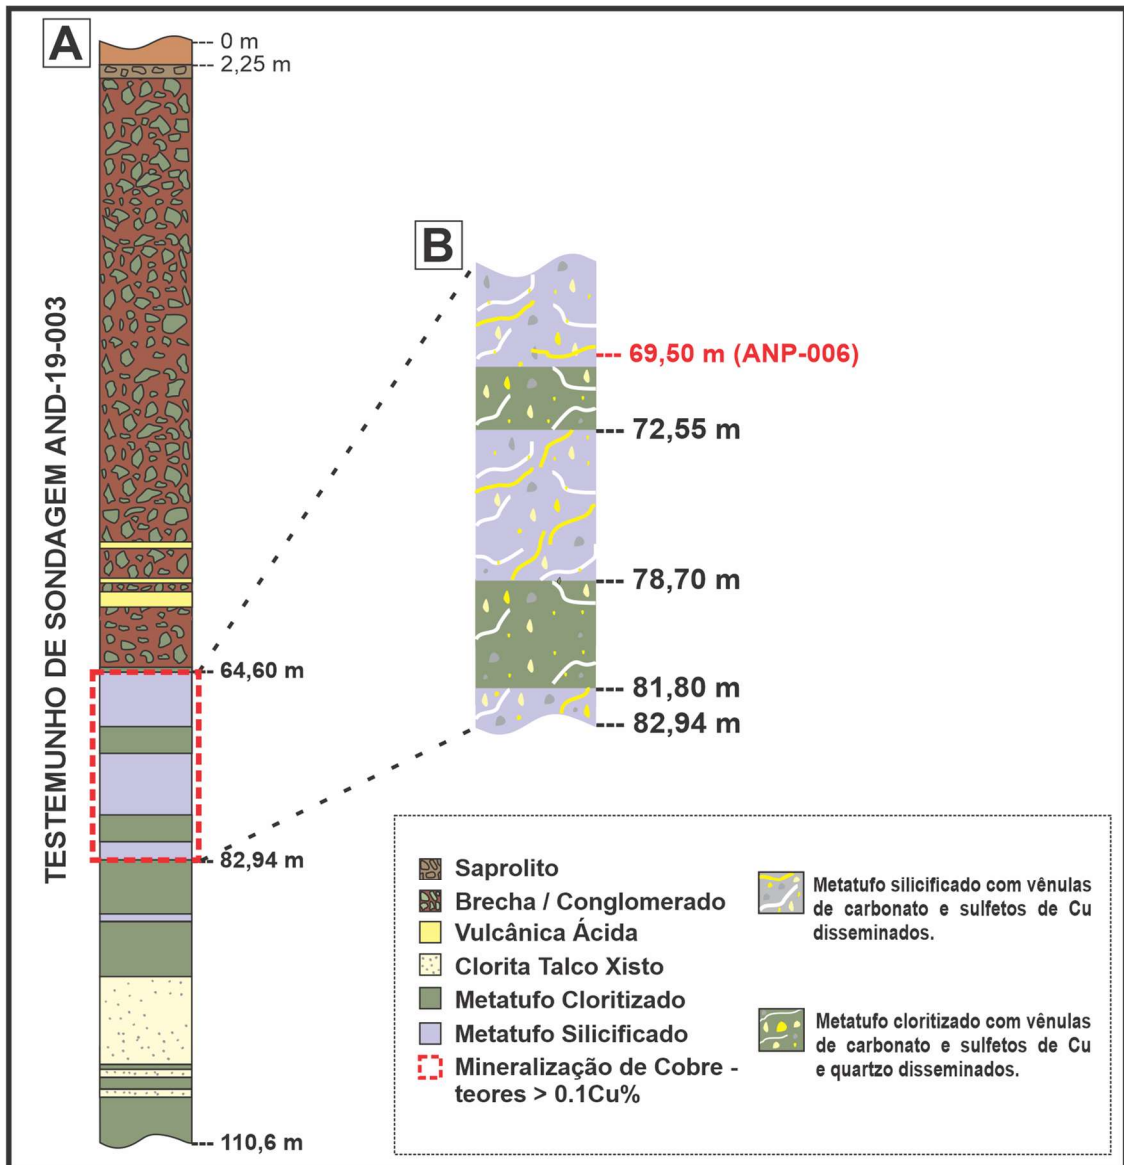 A
--- 0 m
--- 2,25 m
TESTEMUNHO DE SONDAGEM AND-19-003
B
--- 69,50 m (ANP-006)
--- 72,55 m
--- 78,70 m
--- 81,80 m
--- 82,94 m
--- 64,60 m
--- 82,94 m
--- 110,6 m
Saprolito
Brecha / Conglomerado
Vulcânica Ácida
Clorita Talco Xisto
Metatufo Cloritizado
Metatufo Silicificado
Mineralização de Cobre -
teores > 0.1Cu%
Metatufo silicificado com vênulas
de carbonato e sulfetos de Cu
disseminados.
Metatufo cloritizado com vênulas
de carbonato e sulfetos de Cu
e quartzo disseminados.